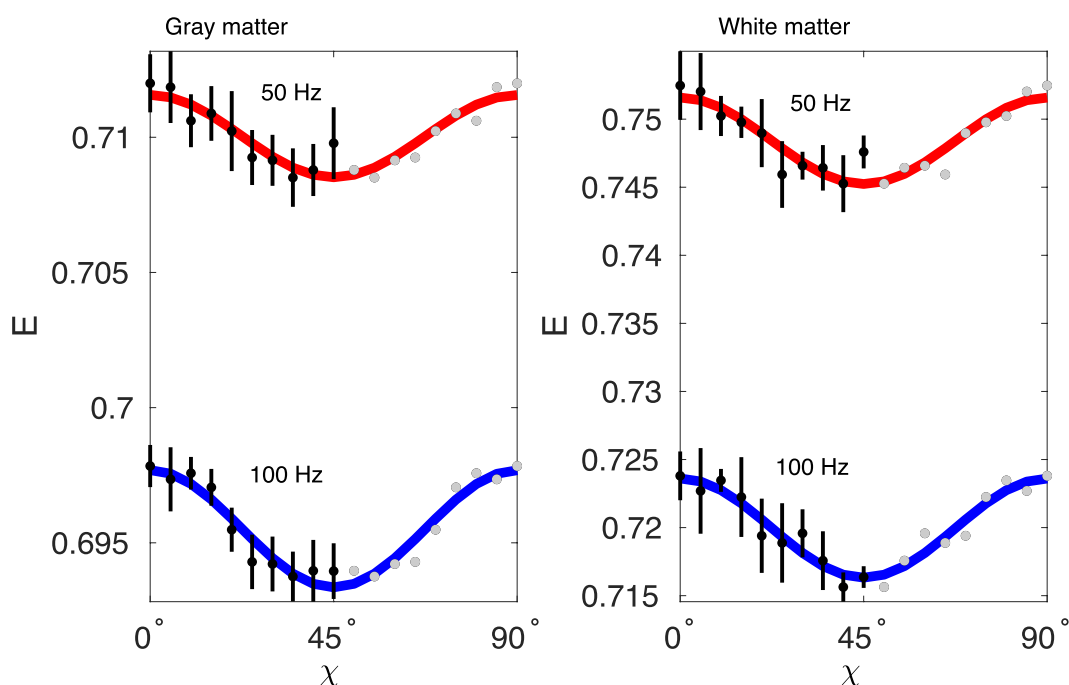 Gray matter
50 Hz
0.71
0.705
E
0.7
100 Hz
0.695
0° 45° 90°
χ
White matter
50 Hz
0.75
0.745
0.74
E
0.735
0.73
0.725
100 Hz
0.72
0.715
0° 45° 90°
χ